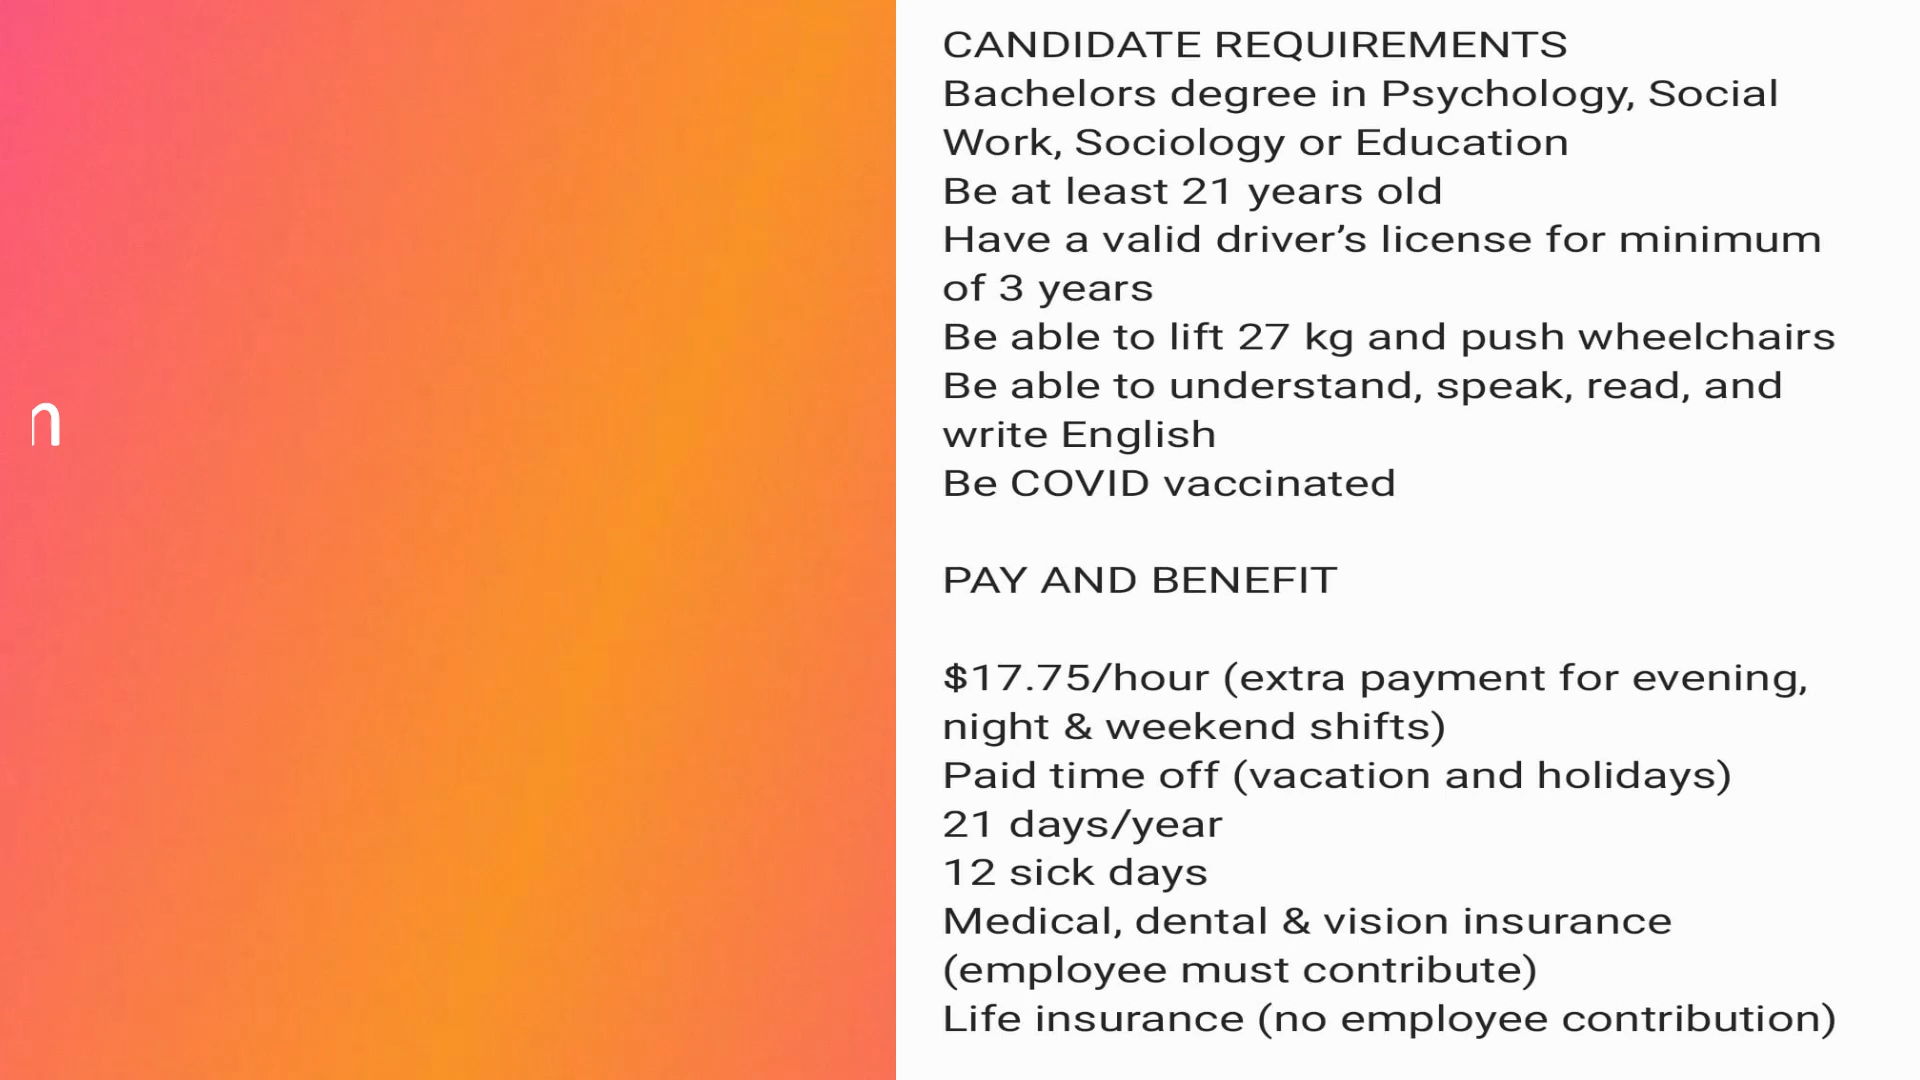 n
CANDIDATE REQUIREMENTS
Bachelors degree in Psychology, Social
Work, Sociology or Education
Be at least 21 years old
Have a valid driver’s license for minimum
of 3 years
Be able to lift 27 kg and push wheelchairs
Be able to understand, speak, read, and
write English
Be COVID vaccinated
PAY AND BENEFIT
$17.75/hour (extra payment for evening,
night & weekend shifts)
Paid time off (vacation and holidays)
21 days/year
12 sick days
Medical, dental & vision insurance
(employee must contribute)
Life insurance (no employee contribution)